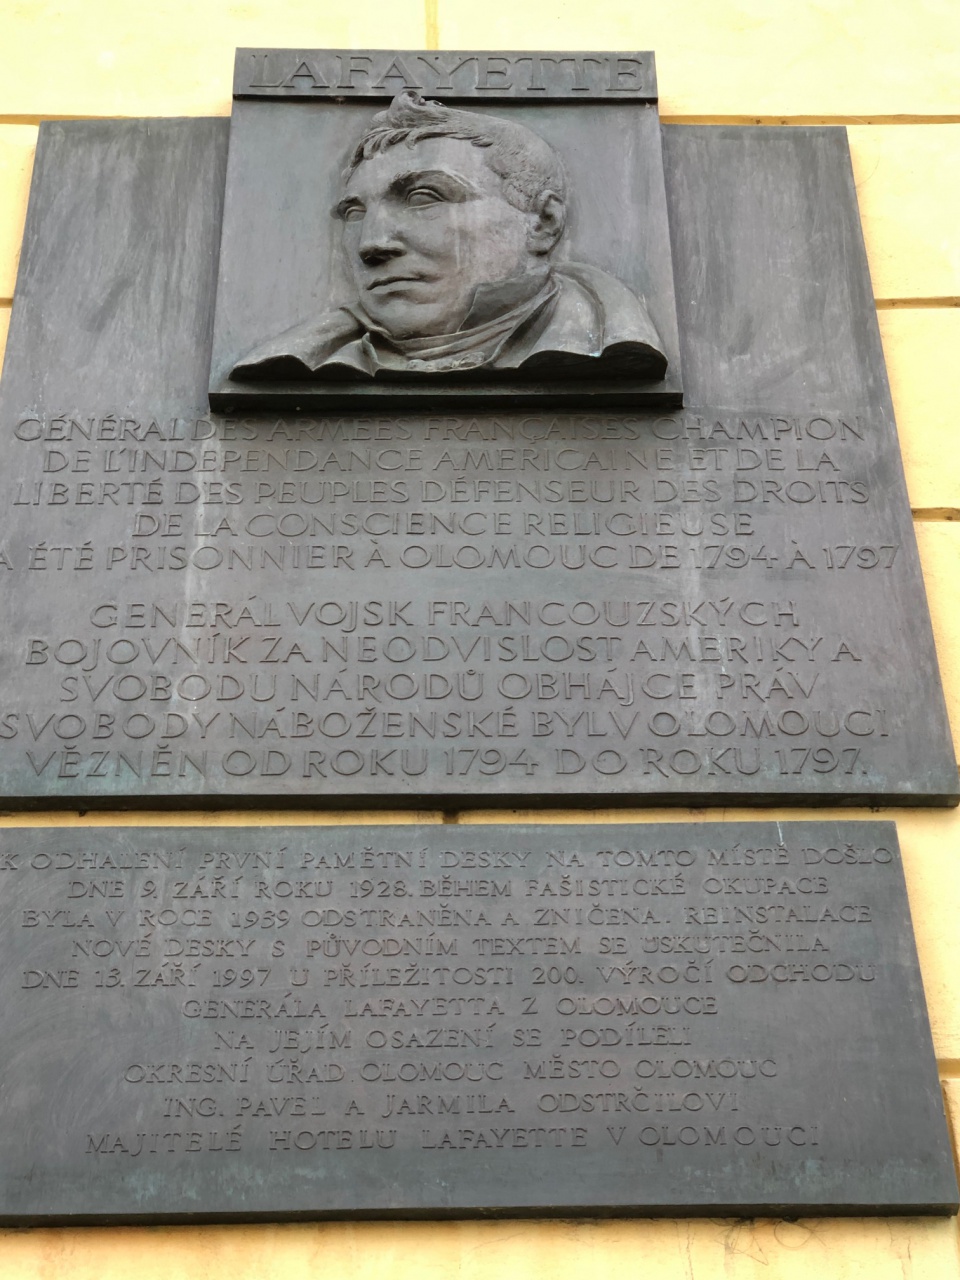 LAFAYETTE
GÉNÉRAL DES ARMÉES FRANÇAISES CHAMPION
DE L'INDEPENDANCE AMERICAINE ET DE LA
LIBERTÉ DES PEUPLES DÉFENSEUR DES DROITS
DE LA CONSCIENCE RELIGIEUSE
A ÉTÉ PRISONNIER À OLOMOUC DE 1794 À 1797
GENERÁL VOJSK FRANCOUZSKÝCH
BOJOVNÍK ZA NEODVISLOST AMERIKY A
SVOBODU NÁRODŮ OBHÁJCE PRÁV
SVOBODY NÁBOŽENSKÉ BYL V OLOMOUCI
VĚZNĚN OD ROKU 1794 DO ROKU 1797.
K ODHALENÍ PRVNÍ PAMĚTNÍ DESKY NA TOMTO MÍSTĚ DOŠLO
DNE 9. ZÁŘÍ ROKU 1928. BĚHEM FAŠISTICKÉ OKUPACE
BYLA V ROCE 1939 ODSTRANĚNA A ZNIČENA. REINSTALACE
NOVÉ DESKY S PŮVODNÍM TEXTEM SE USKUTEČNILA
DNE 13. ZÁŘÍ 1997 U PŘÍLEŽITOSTI 200. VÝROČÍ ODCHODU
GENERÁLA LAFAYETTA Z OLOMOUCE
NA JEJÍM OSAZENÍ SE PODÍLELI
OKRESNÍ ÚŘAD OLOMOUC MĚSTO OLOMOUC
ING. PAVEL A JARMILA ODSTRČILOVI
MAJITELÉ HOTELU LAFAYETTE V OLOMOUCI